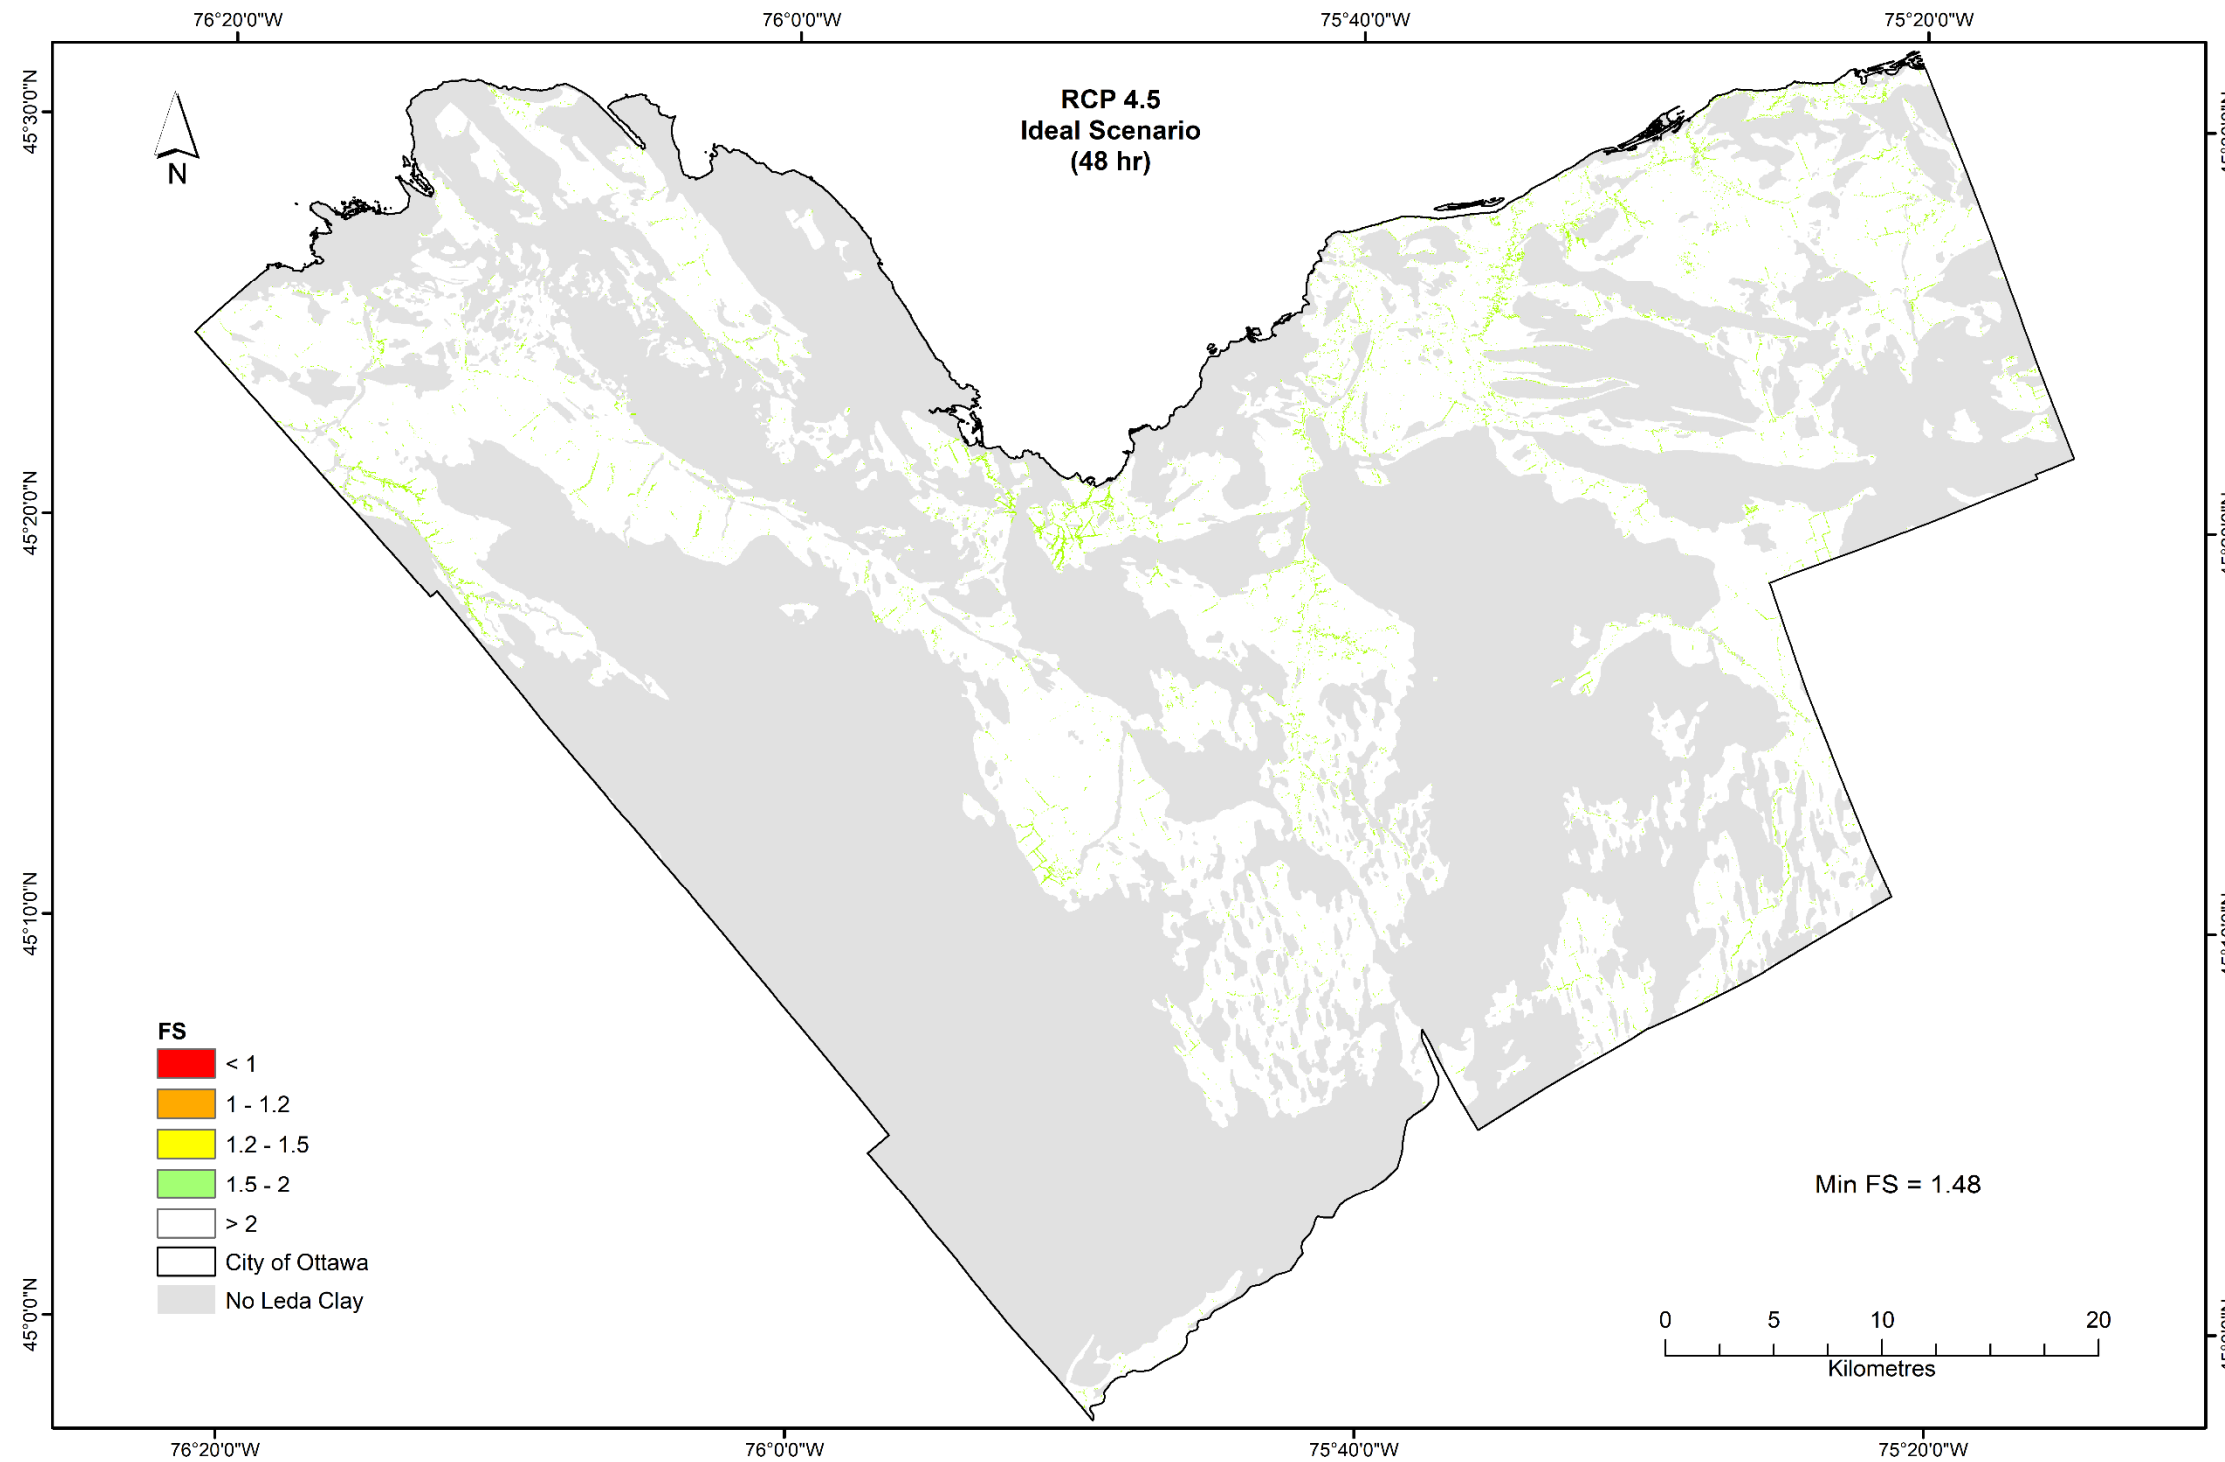 76°20'0"W 76°0'0"W 75°40'0"W 75°20'0"W
45°30'0"N
RCP 4.5
Ideal Scenario
(48 hr)
N
45°20'0"N
45°10'0"N
FS
< 1
1 - 1.2
1.2 - 1.5
1.5 - 2
> 2
City of Ottawa
No Leda Clay
Min FS = 1.48
45°0'0"N
0 5 10 20
Kilometres
76°20'0"W 76°0'0"W 75°40'0"W 75°20'0"W